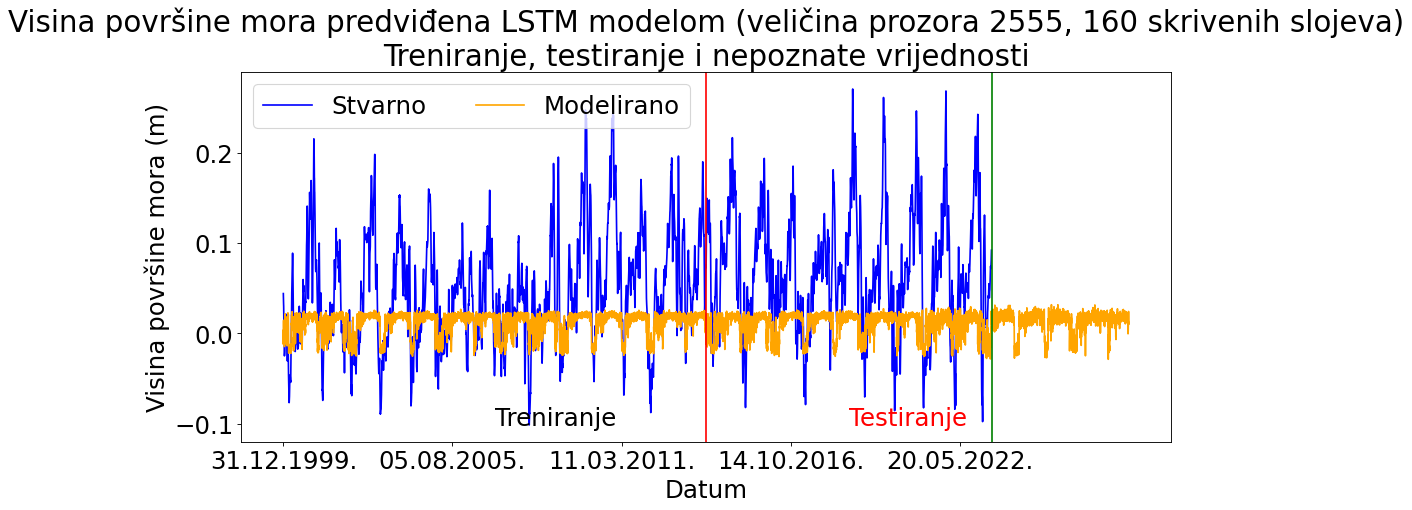 Visina površine mora predviđena LSTM modelom (veličina prozora 2555, 160 skrivenih slojeva)
Treniranje, testiranje i nepoznate vrijednosti
Stvarno
Modelirano
Visina površine mora (m)
0.2
0.1
0.0
−0.1
Treniranje
Testiranje
31.12.1999.
05.08.2005.
11.03.2011.
14.10.2016.
20.05.2022.
Datum